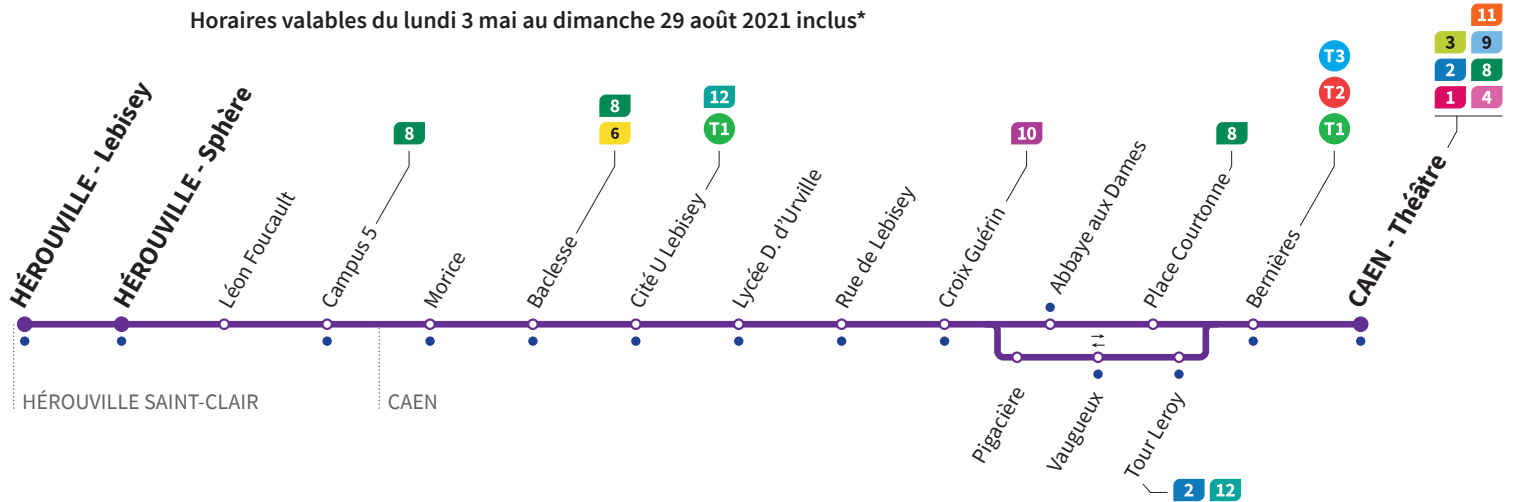 Horaires valables du lundi 3 mai au dimanche 29 août 2021 inclus*
HÉROUVILLE - Lebisey
HÉROUVILLE - Sphère
Léon Foucault
Campus 5
8
Morice
Baclesse
8
6
Cité U Lebisey
12
T1
Lycée D. d'Urville
Rue de Lebisey
Croix Guérin
10
Abbaye aux Dames
Place Courtonne
8
Bernières
T3
T2
T1
CAEN - Théâtre
11
3 9
2 8
1 4
Pigacière
Vaugueux
Tour Leroy
2 12
HÉROUVILLE SAINT-CLAIR
CAEN